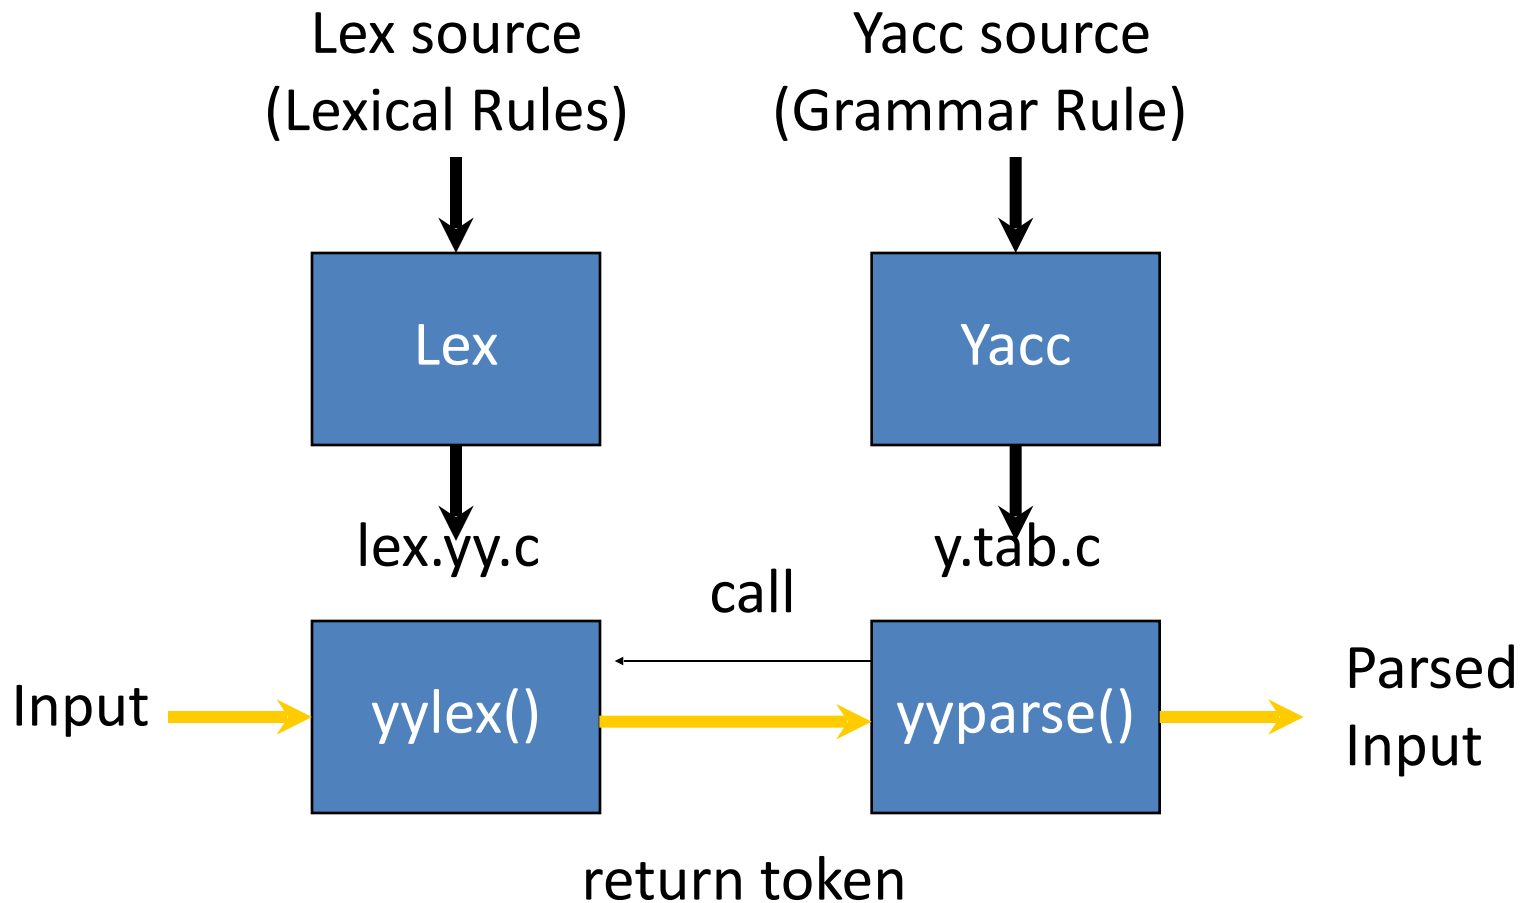 Lex source
(Lexical Rules)
Yacc source
(Grammar Rule)
Lex
Yacc
lex.yy.c
y.tab.c
call
Input
yylex()
yyparse()
Parsed
Input
return token